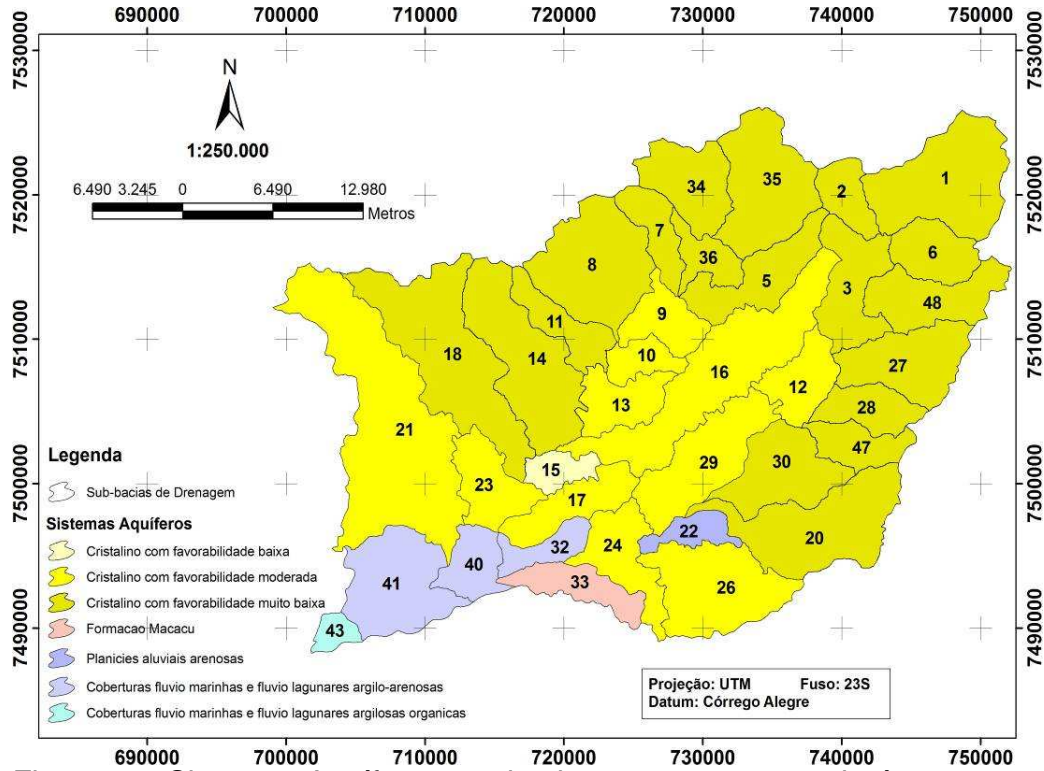 690000 700000 710000 720000 730000 740000 750000
7530000 7530000
N
1:250.000
6.490 3.245 0 6.490 12.980
Metros
7520000 7520000
34 35 2 1
7 36 6
8 5 3 48
9
7510000 7510000
11 10 27
18 14 16 12
13 28
21
47
29 30
15
7500000 7500000
23 17
22 20
32 24
40
41 33 26
43
7490000 7490000
Legenda
Sub-bacias de Drenagem
Sistemas Aquíferos
Cristalino com favorabilidade baixa
Cristalino com favorabilidade moderada
Cristalino com favorabilidade muito baixa
Formacao Macacu
Planicies aluviais arenosas
Coberturas fluvio marinhas e fluvio lagunares argilo-arenosas
Coberturas fluvio marinhas e fluvio lagunares argilosas organicas
Projeção: UTM Fuso: 23S
Datum: Córrego Alegre
690000 700000 710000 720000 730000 740000 750000